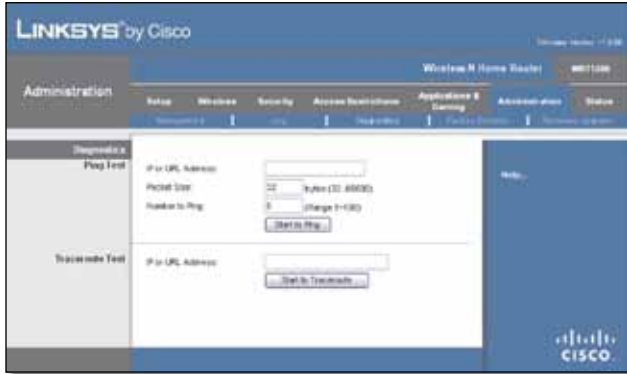 LINKSYS® by Cisco
Wireless-N Home Router
Administration
Setup Wireless Security Access Restrictions Applications & Gaming Administration Status
Diagnostics
Diagnostics
Ping Test
IP or URL Address:
Packet Size: 32 bytes (32..65500)
Number to Ping: 5 (Range 1~100)
Start to Ping
Traceroute Test
IP or URL Address:
Start to Traceroute
Help...
CISCO